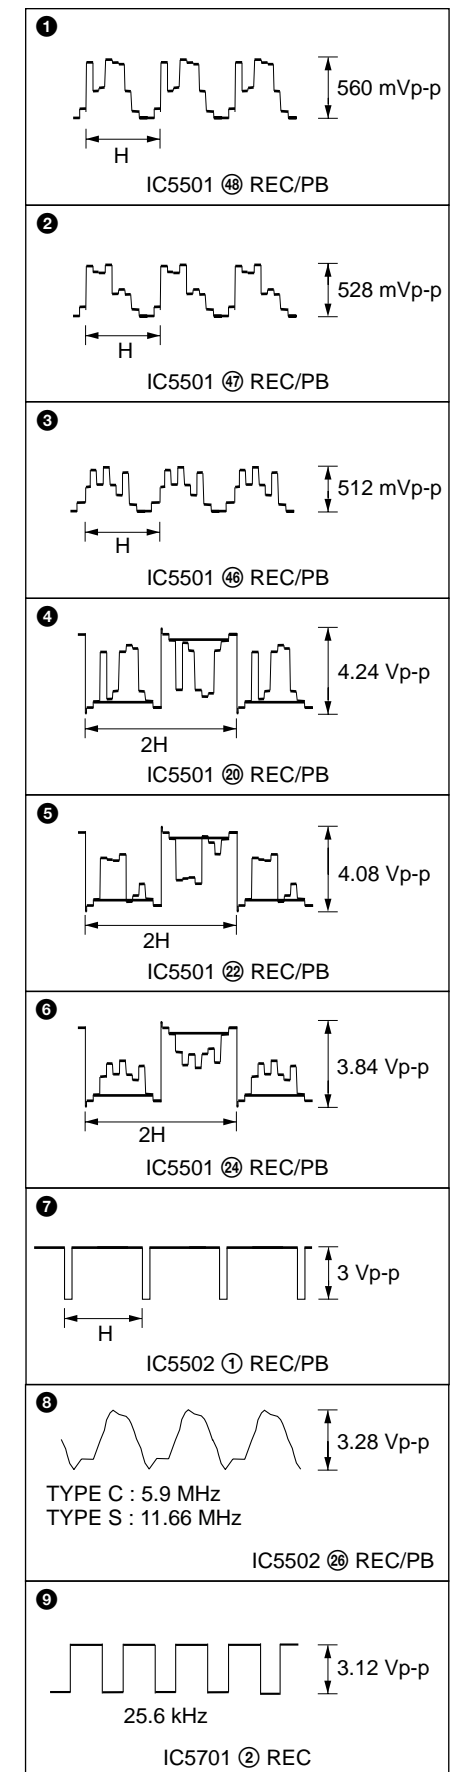 ❶
560 mVp-p
H
IC5501 ㊽ REC/PB
❷
528 mVp-p
H
IC5501 ㊼ REC/PB
❸
512 mVp-p
H
IC5501 ㊻ REC/PB
❹
4.24 Vp-p
2H
IC5501 ⑳ REC/PB
❺
4.08 Vp-p
2H
IC5501 ㉒ REC/PB
❻
3.84 Vp-p
2H
IC5501 ㉔ REC/PB
❼
3 Vp-p
H
IC5502 ① REC/PB
❽
3.28 Vp-p
TYPE C : 5.9 MHz
TYPE S : 11.66 MHz
IC5502 ㉖ REC/PB
❾
3.12 Vp-p
25.6 kHz
IC5701 ② REC